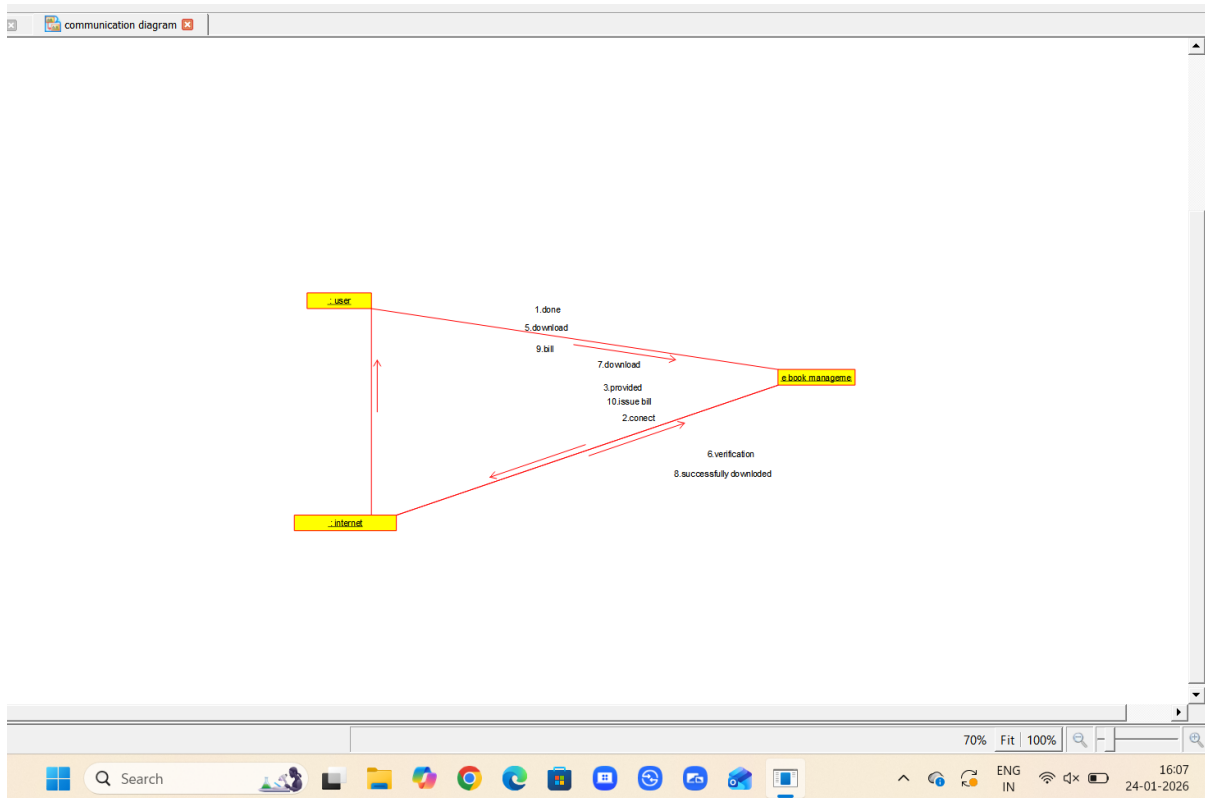 communication diagram
: user
1.done
5.download
9.bill
7.download
e.book manageme
3.provided
10.issue bill
2.conect
6.verification
8.successfully downloded
: internet
70% Fit 100%
Search
ENG
IN
16:07
24-01-2026